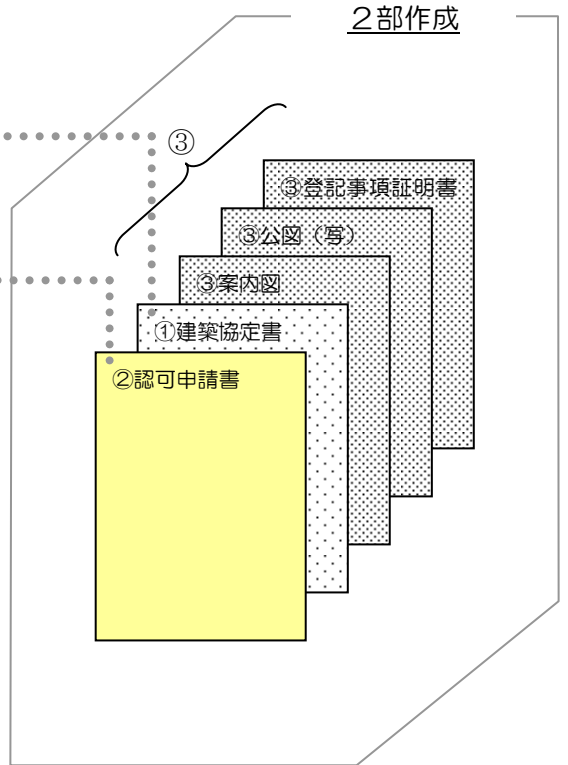 ２部作成
③
③登記事項証明書
③公図（写）
③案内図
①建築協定書
②認可申請書